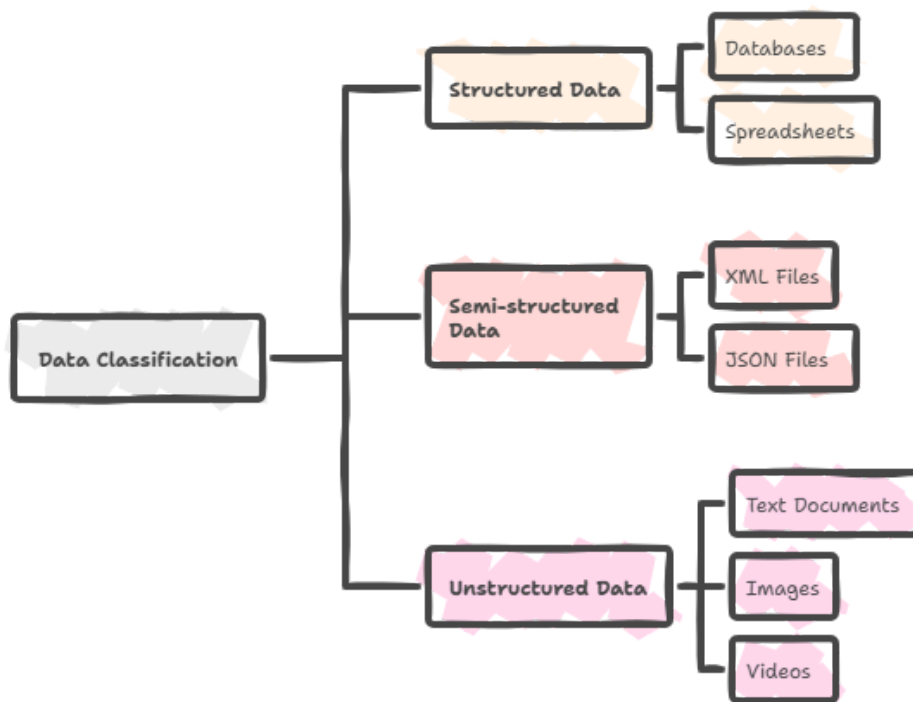 Data Classification
Structured Data
Databases
Spreadsheets
Semi-structured
Data
XML Files
JSON Files
Unstructured Data
Text Documents
Images
Videos